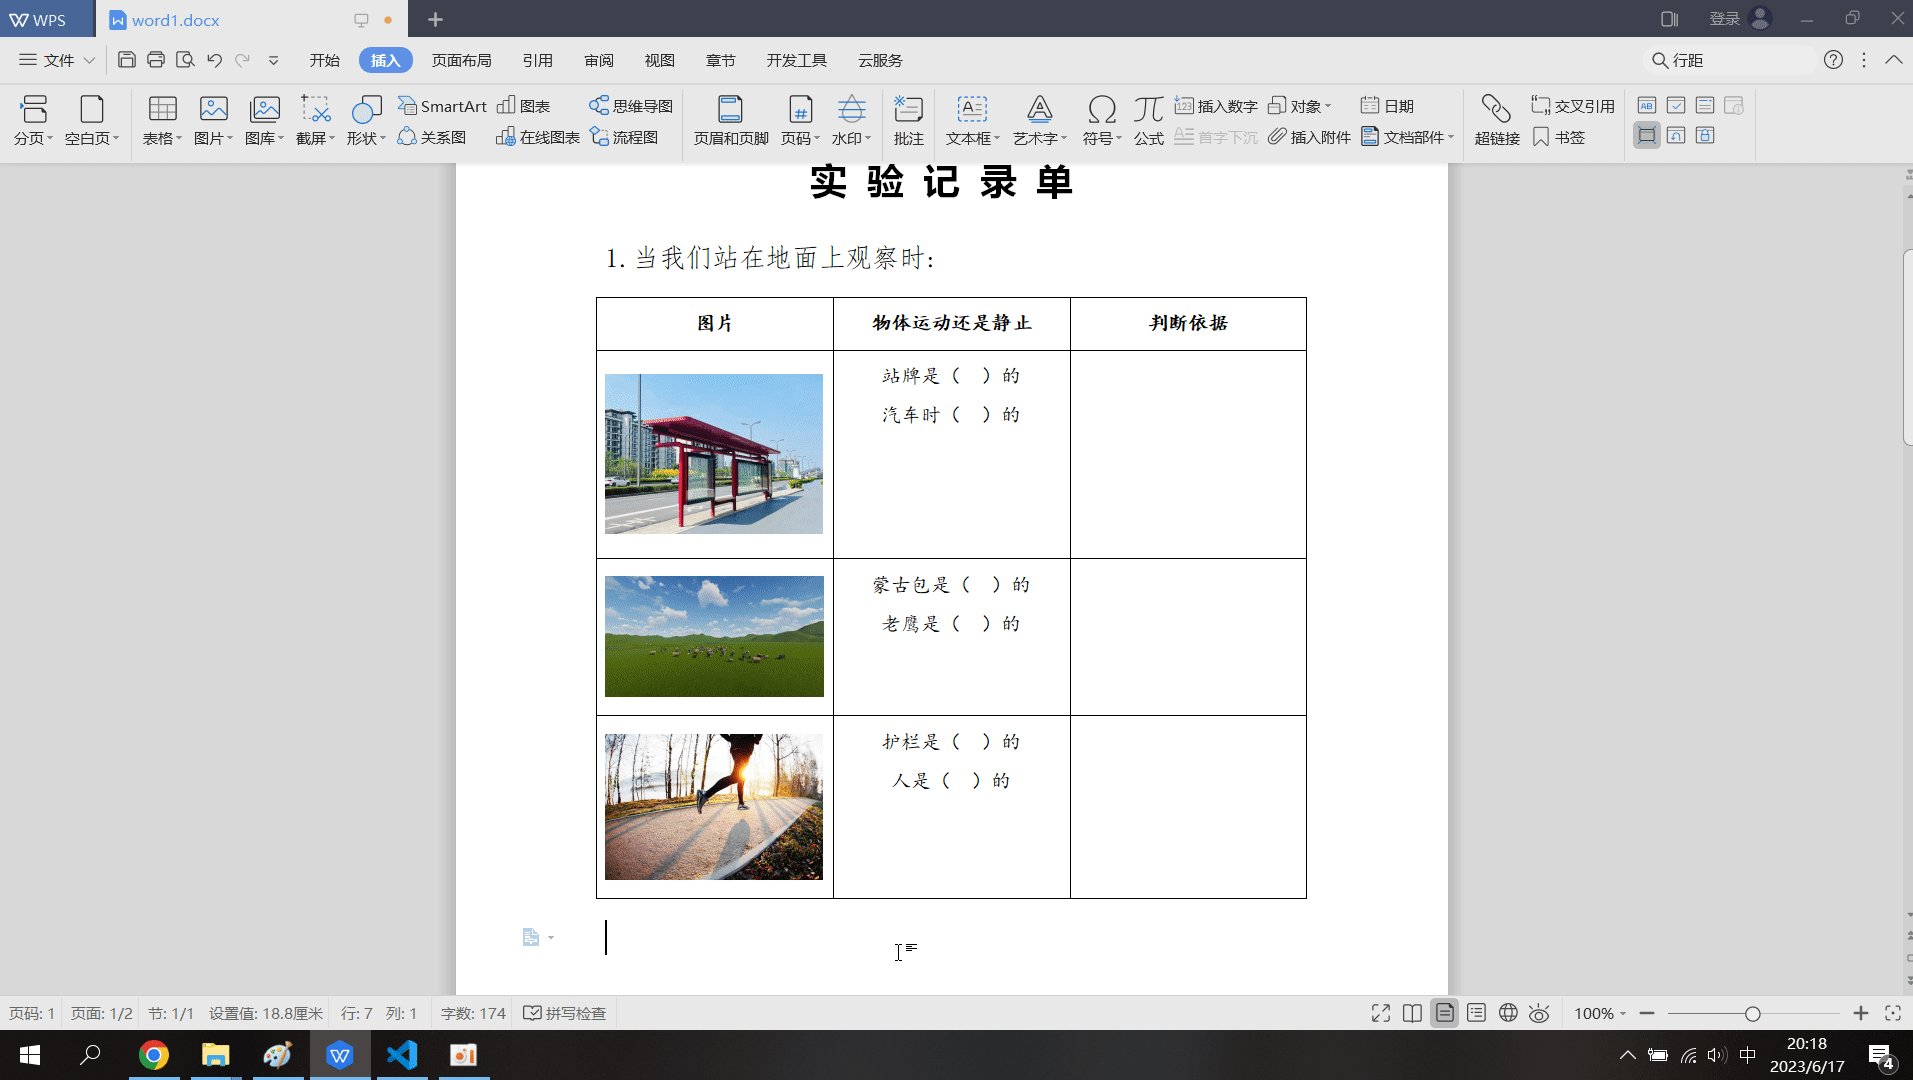 WPS word1.docx 登录
文件 开始 插入 页面布局 引用 审阅 视图 章节 开发工具 云服务 行距
SmartArt 图表 思维导图 插入数字 对象 日期 交叉引用
分页 空白页 表格 图片 图库 截屏 形状 关系图 在线图表 流程图 页眉和页脚 页码 水印 批注 文本框 艺术字 符号 公式 首字下沉 插入附件 文档部件 超链接 书签
实验记录单
1.当我们站在地面上观察时:
图片 物体运动还是静止 判断依据
站牌是（ ）的
汽车时（ ）的
蒙古包是（ ）的
老鹰是（ ）的
护栏是（ ）的
人是（ ）的
页码: 1 页面: 1/2 节: 1/1 设置值: 18.8厘米 行: 7 列: 1 字数: 174 拼写检查 100%
中 20:18
2023/6/17 4